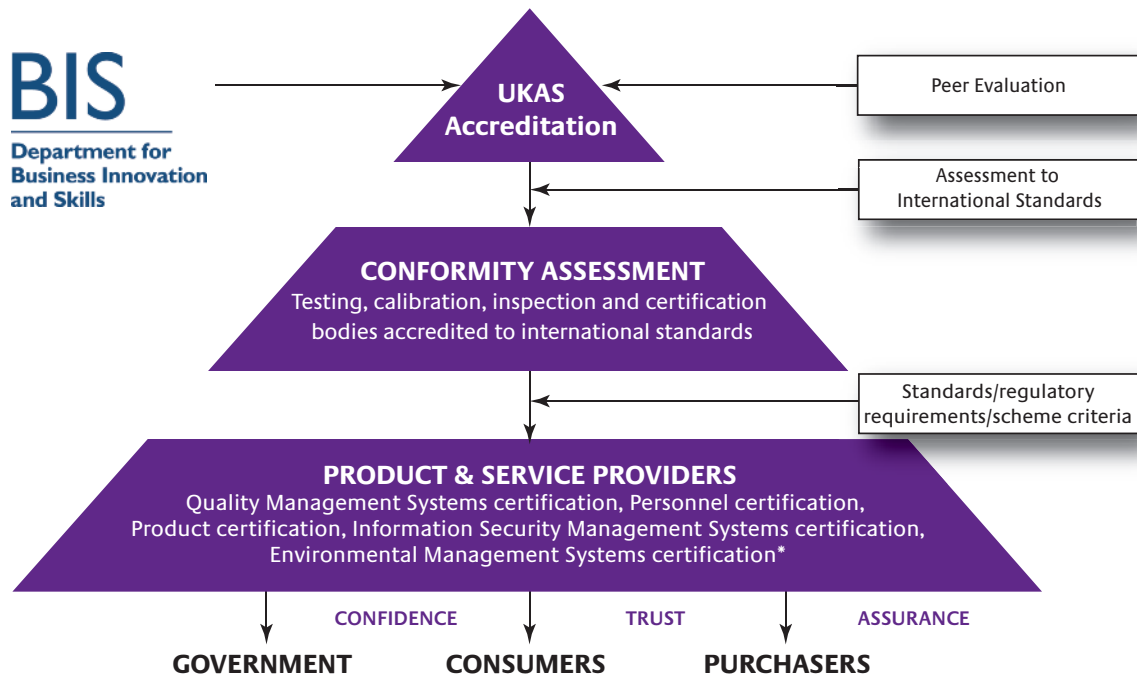 BIS
Department for
Business Innovation
and Skills
UKAS
Accreditation
Peer Evaluation
Assessment to
International Standards
CONFORMITY ASSESSMENT
Testing, calibration, inspection and certification
bodies accredited to international standards
Standards/regulatory
requirements/scheme criteria
PRODUCT & SERVICE PROVIDERS
Quality Management Systems certification, Personnel certification,
Product certification, Information Security Management Systems certification,
Environmental Management Systems certification*
CONFIDENCE TRUST ASSURANCE
GOVERNMENT CONSUMERS PURCHASERS